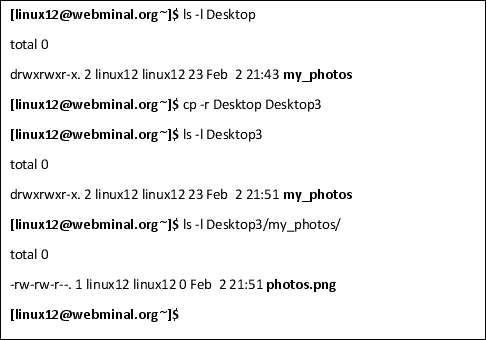 [linux12@webminal.org~]$ ls -l Desktop
total 0
drwxrwxr-x. 2 linux12 linux12 23 Feb  2 21:43 my_photos
[linux12@webminal.org~]$ cp -r Desktop Desktop3
[linux12@webminal.org~]$ ls -l Desktop3
total 0
drwxrwxr-x. 2 linux12 linux12 23 Feb  2 21:51 my_photos
[linux12@webminal.org~]$ ls -l Desktop3/my_photos/
total 0
-rw-rw-r--. 1 linux12 linux12 0 Feb  2 21:51 photos.png
[linux12@webminal.org~]$